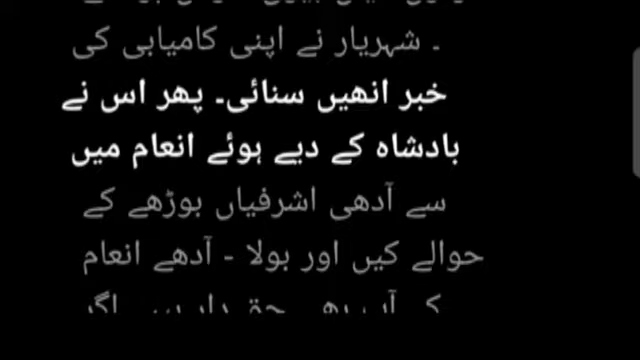 ۔ شہریار نے اپنی کامیابی کی
خبر انھیں سنائی۔ پھر اس نے
بادشاہ کے دیے ہوئے انعام میں
سے آدھی اشرفیاں بوڑھے کے
حوالے کیں اور بولا - آدھے انعام